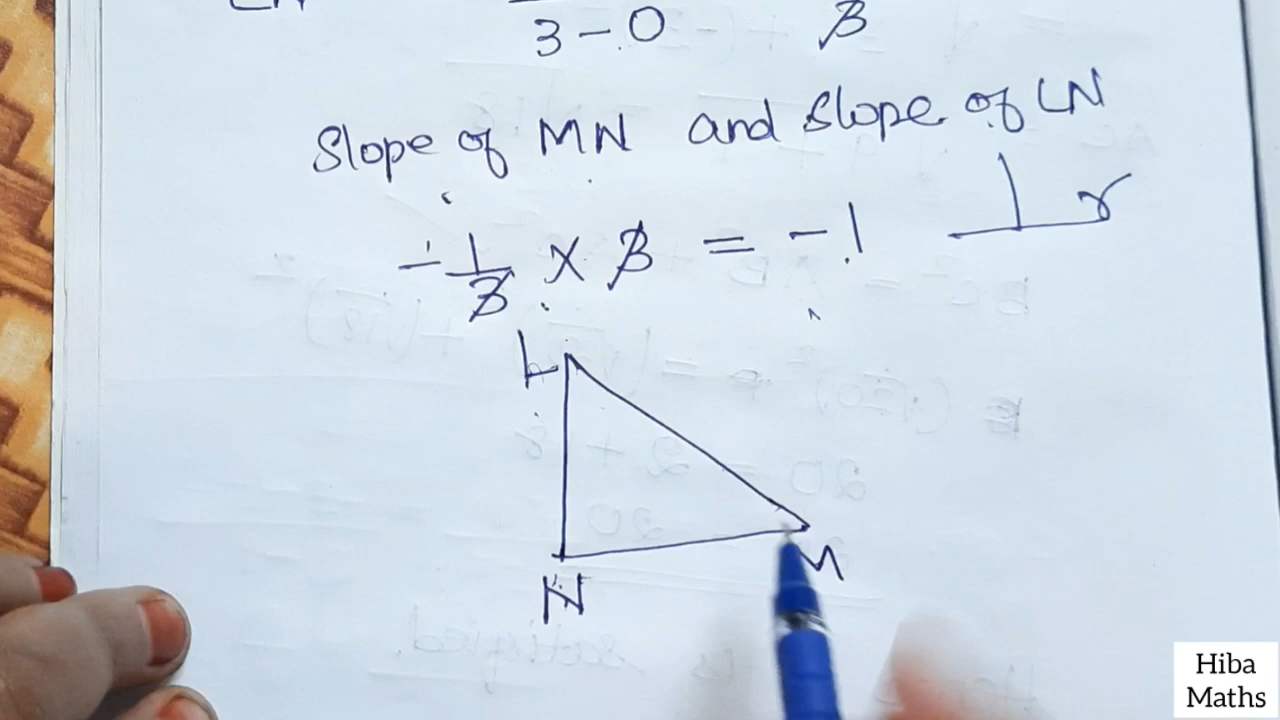 3 - 0 3
Slope of MN and slope of LN
- 1/3 × 3 = -1 ⊥r
L
M
N
Hiba
Maths